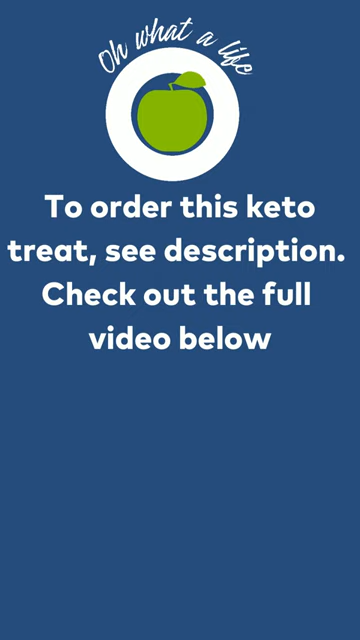 Oh what a life
To order this keto
treat, see description.
Check out the full
video below